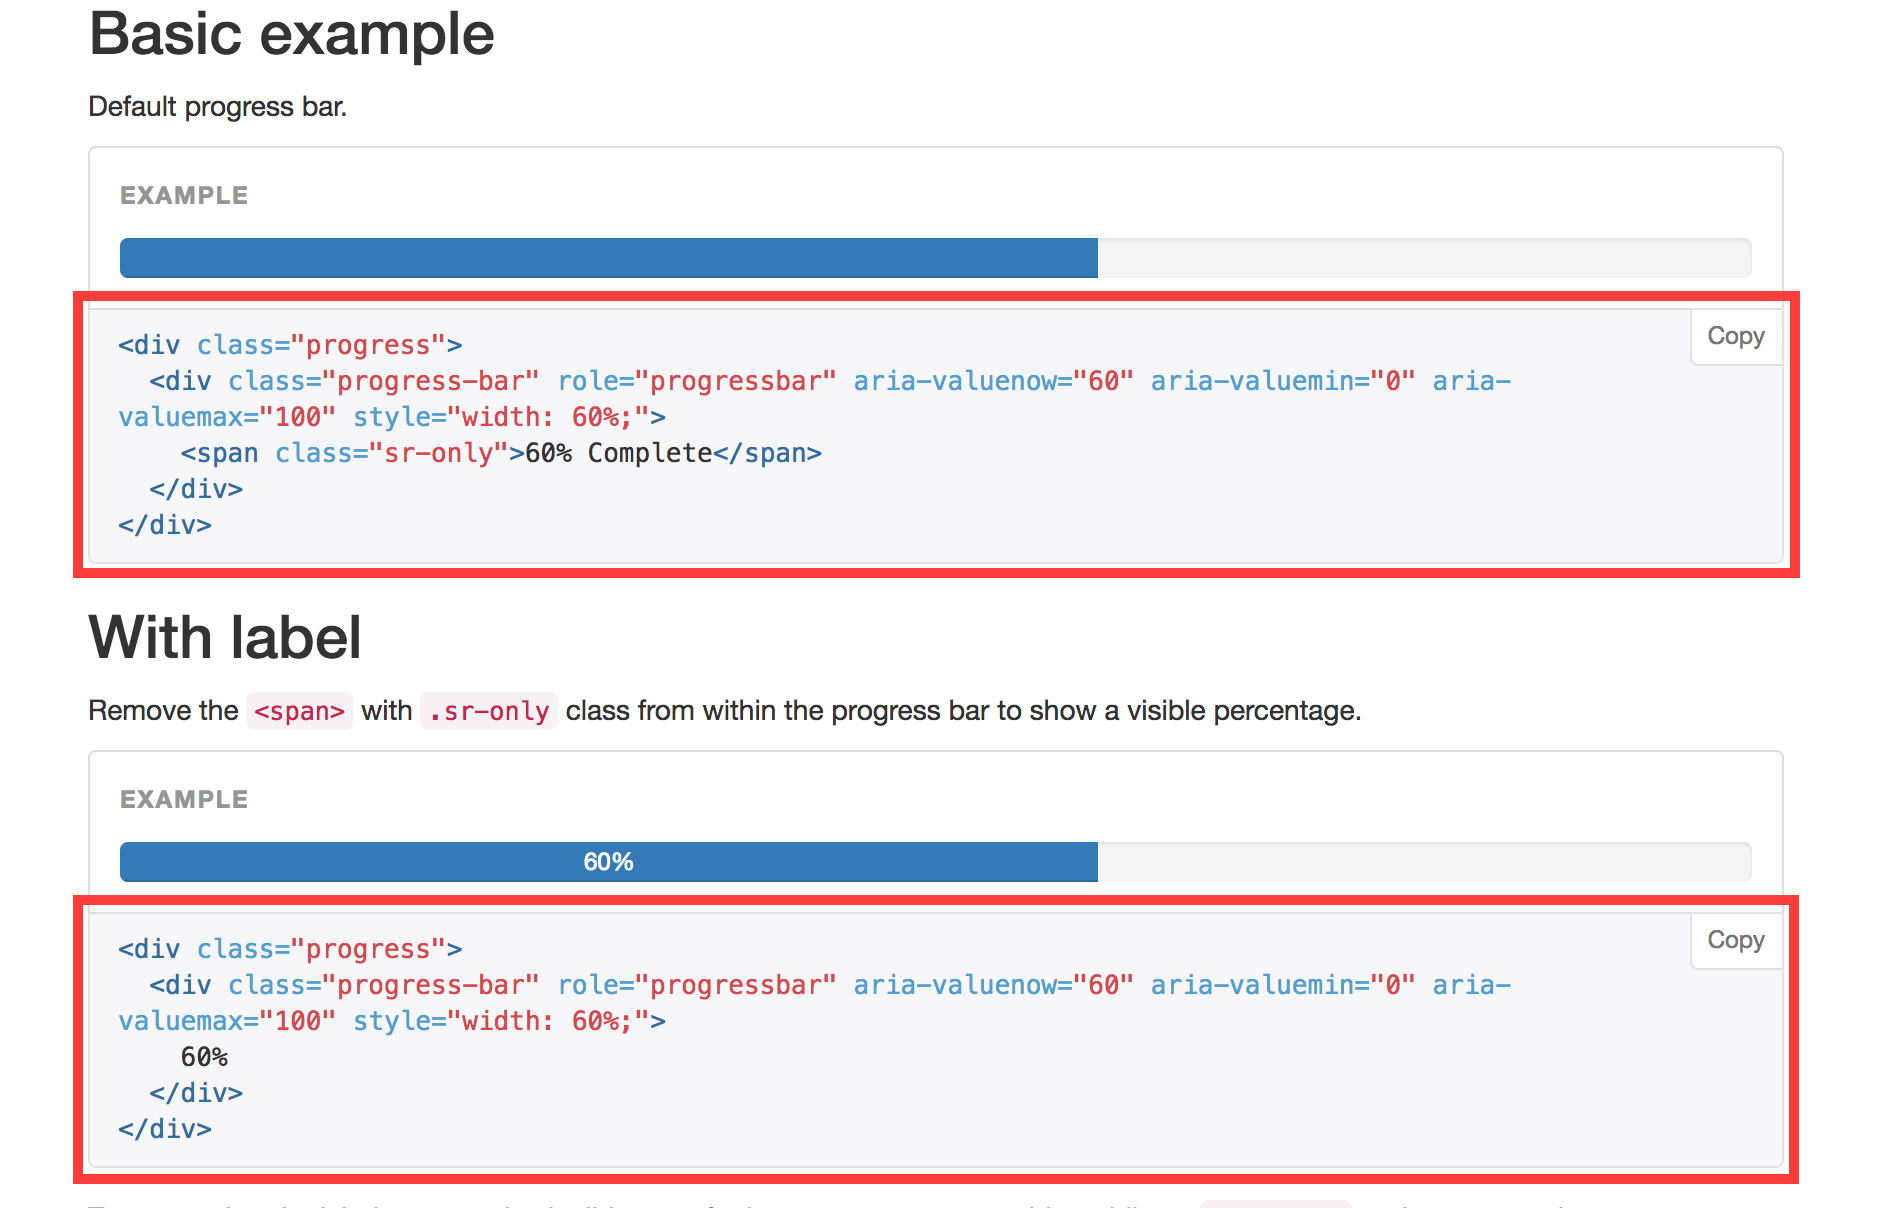 Basic example
Default progress bar.
EXAMPLE
<div class="progress">
  <div class="progress-bar" role="progressbar" aria-valuenow="60" aria-valuemin="0" aria-
valuemax="100" style="width: 60%;">
    <span class="sr-only">60% Complete</span>
  </div>
</div>
Copy
With label
Remove the <span> with .sr-only class from within the progress bar to show a visible percentage.
EXAMPLE
60%
<div class="progress">
  <div class="progress-bar" role="progressbar" aria-valuenow="60" aria-valuemin="0" aria-
valuemax="100" style="width: 60%;">
    60%
  </div>
</div>
Copy